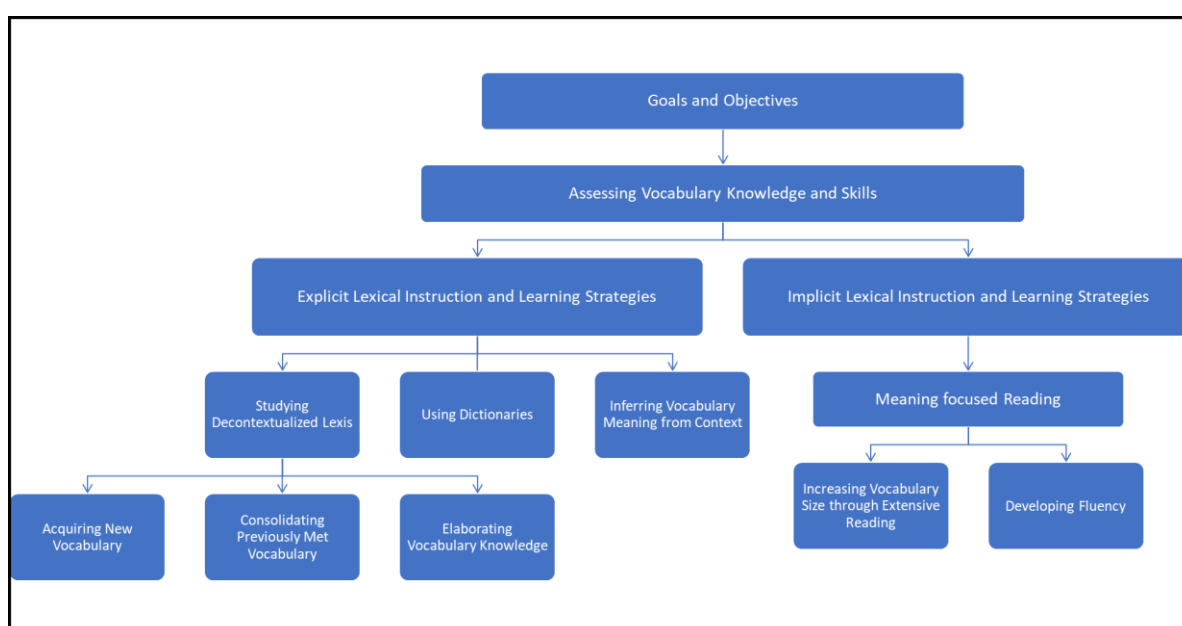 Goals and Objectives
Assessing Vocabulary Knowledge and Skills
Explicit Lexical Instruction and Learning Strategies
Implicit Lexical Instruction and Learning Strategies
Studying
Decontextualized Lexis
Using Dictionaries
Inferring Vocabulary
Meaning from Context
Meaning focused Reading
Acquiring New
Vocabulary
Consolidating
Previously Met
Vocabulary
Elaborating
Vocabulary Knowledge
Increasing Vocabulary
Size through Extensive
Reading
Developing Fluency